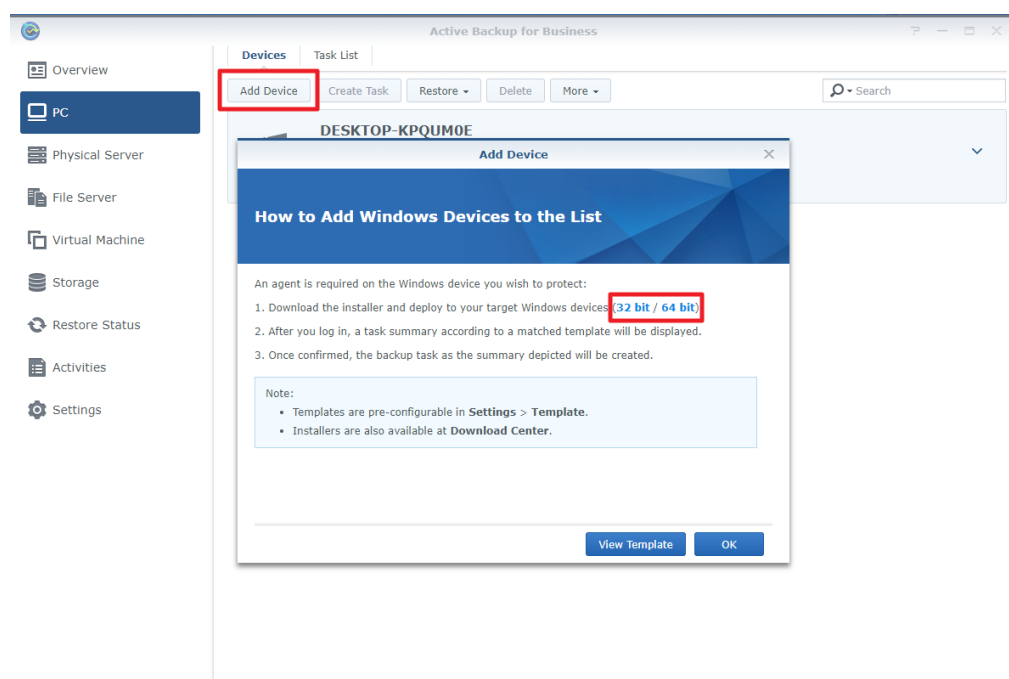 Active Backup for Business
Overview
PC
Physical Server
File Server
Virtual Machine
Storage
Restore Status
Activities
Settings
Devices Task List
Add Device Create Task Restore Delete More Search
DESKTOP-KPQUM0E
Add Device
How to Add Windows Devices to the List
An agent is required on the Windows device you wish to protect:
1. Download the installer and deploy to your target Windows devices (32 bit / 64 bit)
2. After you log in, a task summary according to a matched template will be displayed.
3. Once confirmed, the backup task as the summary depicted will be created.
Note:
• Templates are pre-configurable in Settings > Template.
• Installers are also available at Download Center.
View Template OK